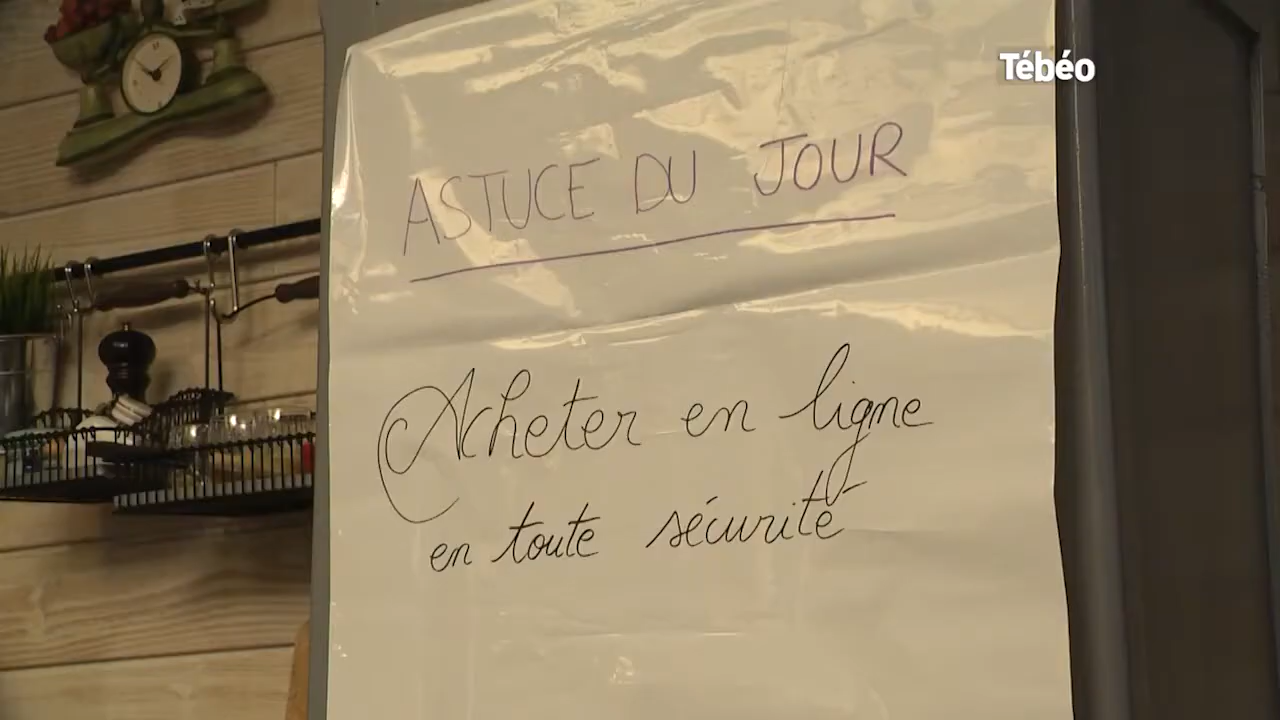 Tébéo
ASTUCE DU JOUR
Acheter en ligne
en toute sécurité